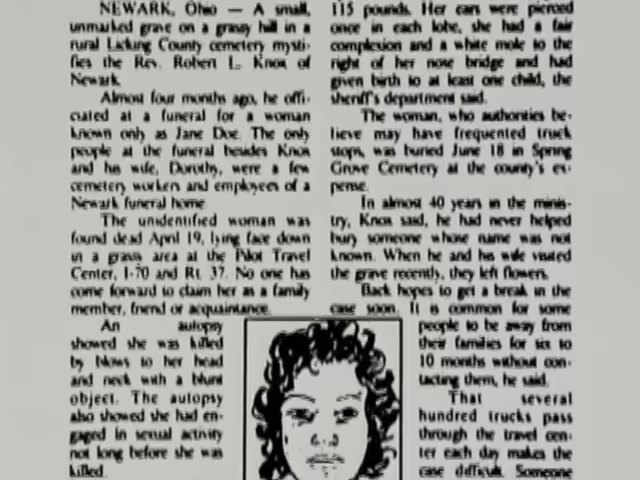 NEWARK, Ohio — A small,
unmarked grave on a grassy hill in a
rural Licking County cemetery mysti-
fies the Rev. Robert L. Knox of
Newark.
Almost four months ago, he offi-
ciated at a funeral for a woman
known only as Jane Doe. The only
people at the funeral besides Knox
and his wife, Dorothy, were a few
cemetery workers and employees of a
Newark funeral home.
The unidentified woman was
found dead April 19, lying face down
in a grassy area at the Pilot Travel
Center, I-70 and Rt. 37. No one has
come forward to claim her as a family
member, friend or acquaintance.
An autopsy
showed she was killed
by blows to her head
and neck with a blunt
object. The autopsy
also showed she had en-
gaged in sexual activity
not long before she was
killed.
115 pounds. Her ears were pierced
once in each lobe, she had a fair
complexion and a white mole to the
right of her nose bridge and had
given birth to at least one child, the
sheriff's department said.
The woman, who authorities be-
lieve may have frequented truck
stops, was buried June 18 in Spring
Grove Cemetery at the county's ex-
pense.
In almost 40 years in the minis-
try, Knox said, he had never helped
bury someone whose name was not
known. When he and his wife visited
the grave recently, they left flowers.
Back hopes to get a break in the
case soon. It is common for some
people to be away from
their families for six to
10 months without con-
tacting them, he said.
That several
hundred trucks pass
through the travel cen-
ter each day makes the
case difficult. Someone